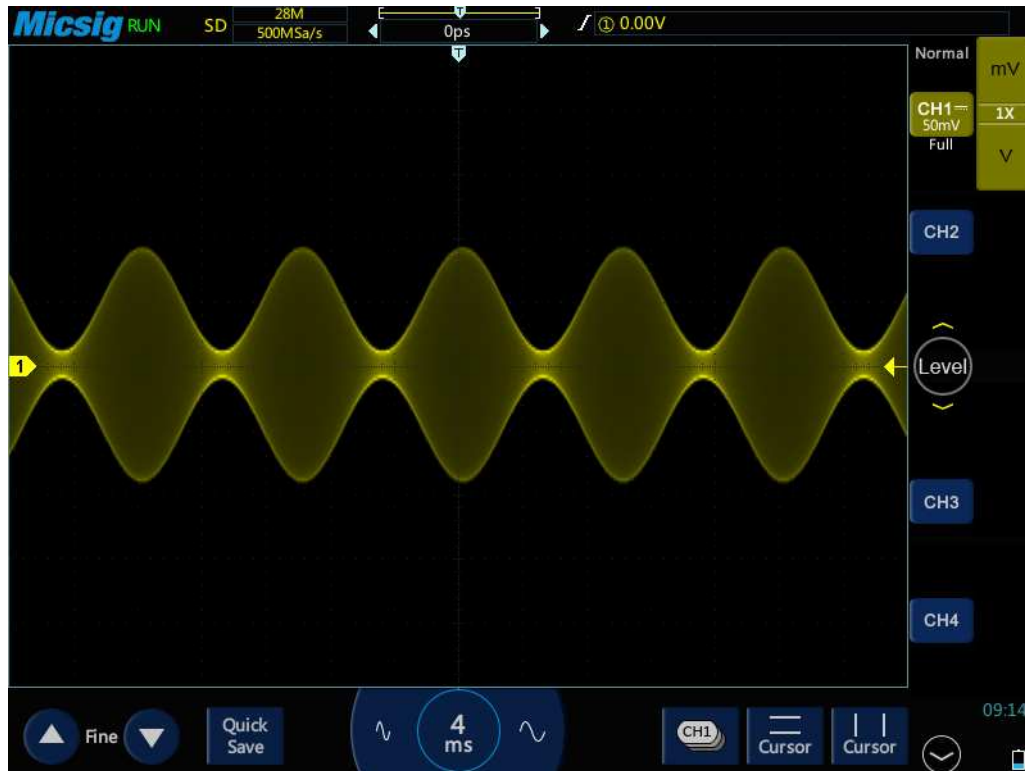 Micsig RUN SD 28M
500MSa/s
T
0ps
① 0.00V
T
Normal
mV
CH1
50mV
1X
Full
V
CH2
1
Level
CH3
CH4
Fine
Quick
Save
4
ms
CH1
Cursor
Cursor
09:14